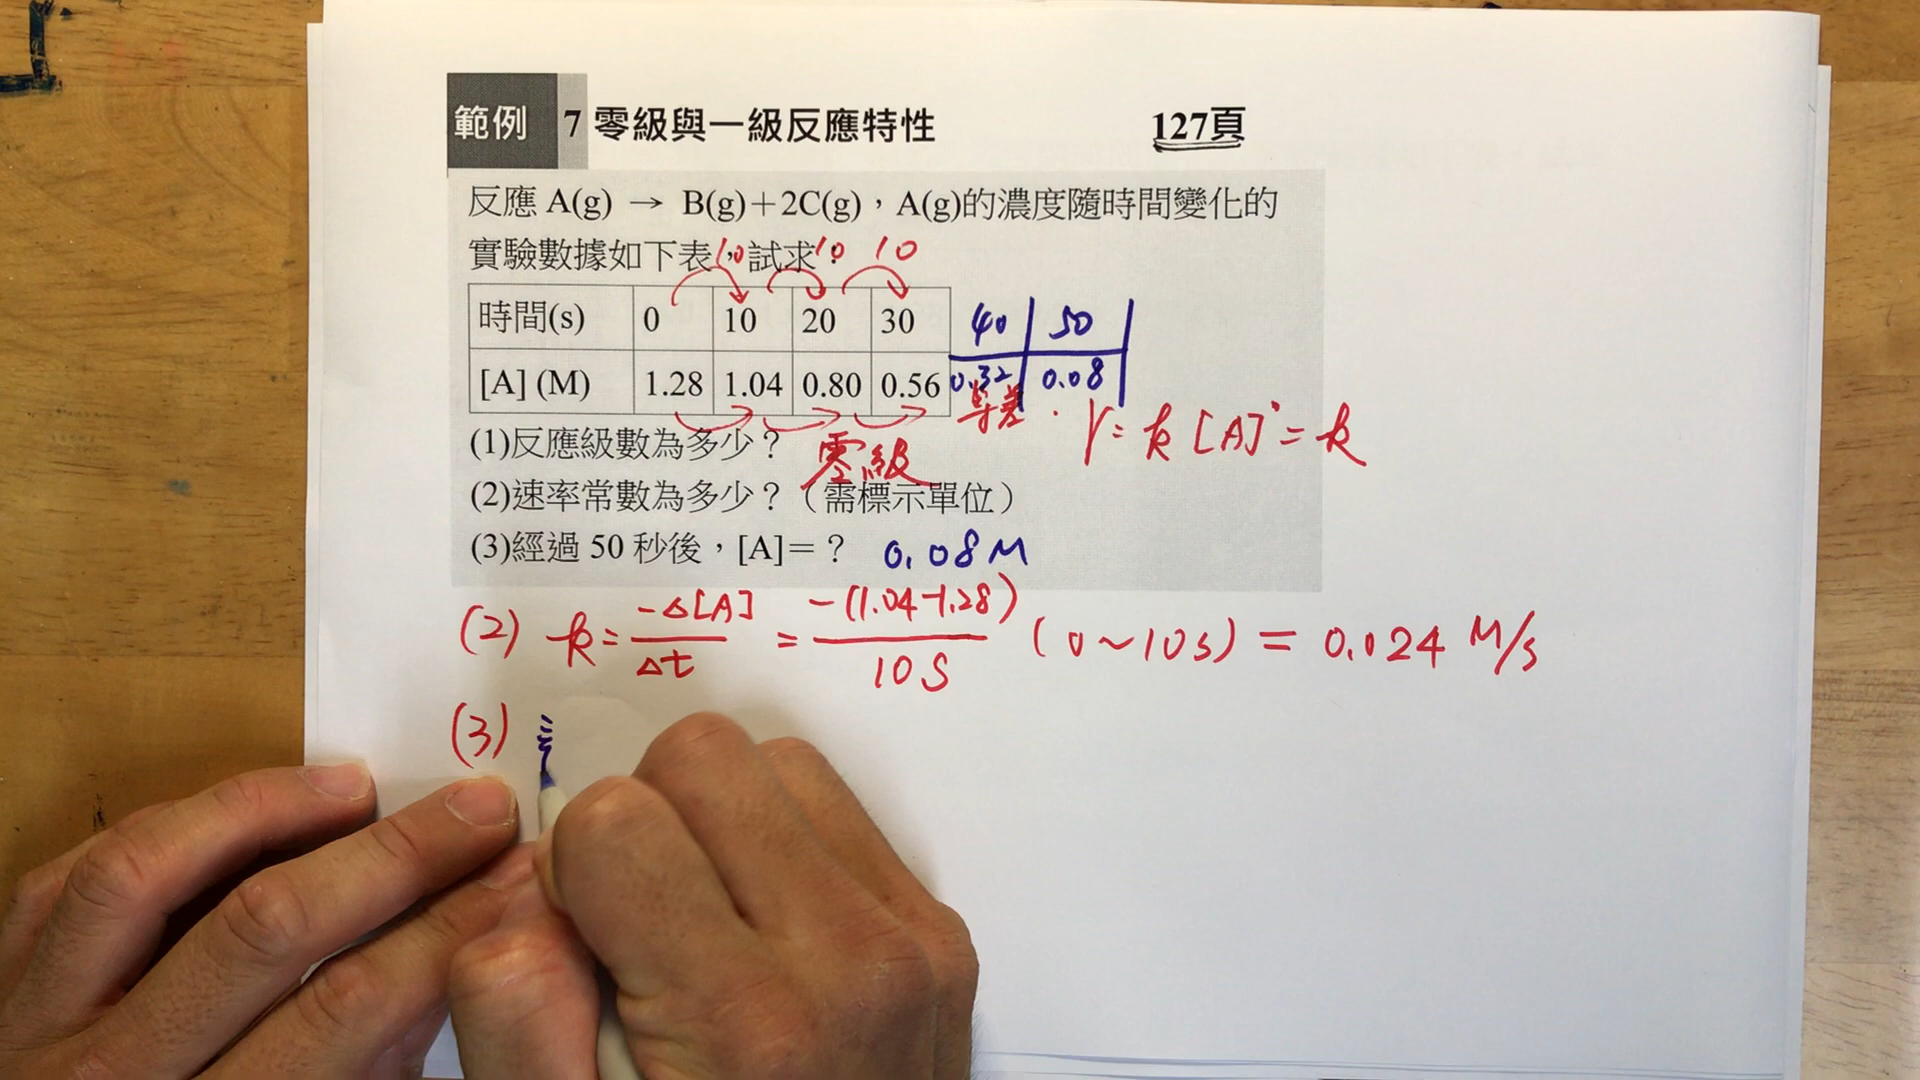 範例 7 零級與一級反應特性 127頁
反應 A(g) → B(g)+2C(g),A(g)的濃度隨時間變化的
實驗數據如下表,試求:
10 10 10
時間(s) 0 10 20 30 40 50
[A] (M) 1.28 1.04 0.80 0.56 0.32 0.08
等差
r = k [A]° = k
(1)反應級數為多少? 零級
(2)速率常數為多少?(需標示單位)
(3)經過 50 秒後,[A]=? 0.08M
(2) k = -Δ[A]/Δt = -(1.04-1.28)/10S (0~10s) = 0.024 M/s
(3)